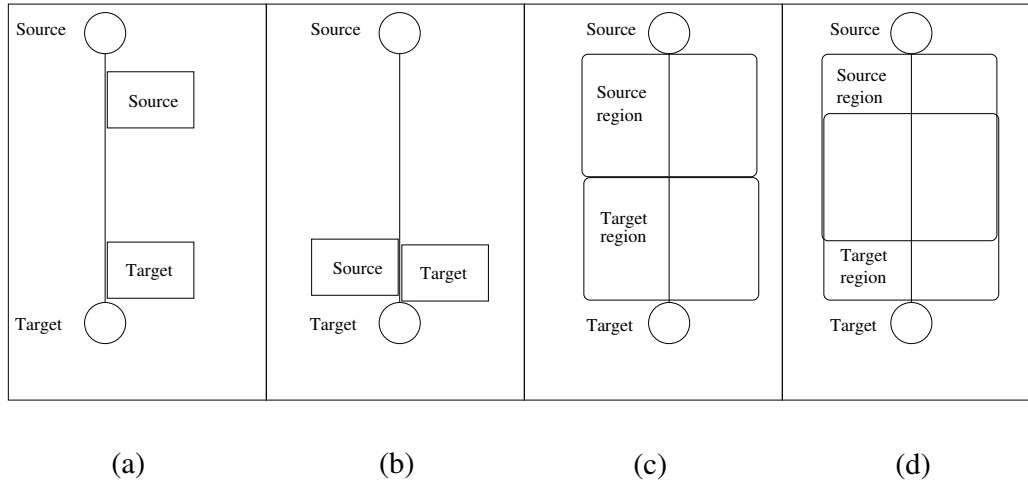 Source
Source
Target
Target
(a)
Source
Source
Target
Target
(b)
Source
Source
region
Target
region
Target
(c)
Source
Source
region
Target
region
Target
(d)